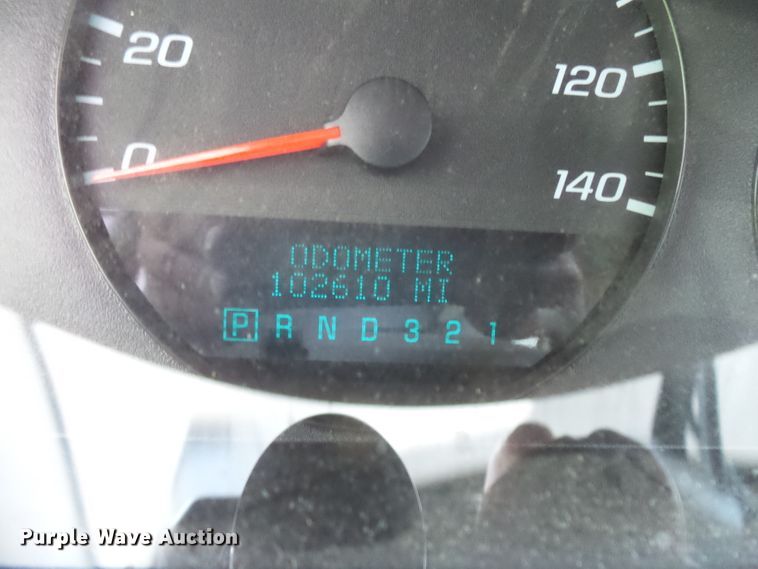 20
120
0
140
ODOMETER
102610 MI
P R N D 3 2 1
Purple Wave Auction